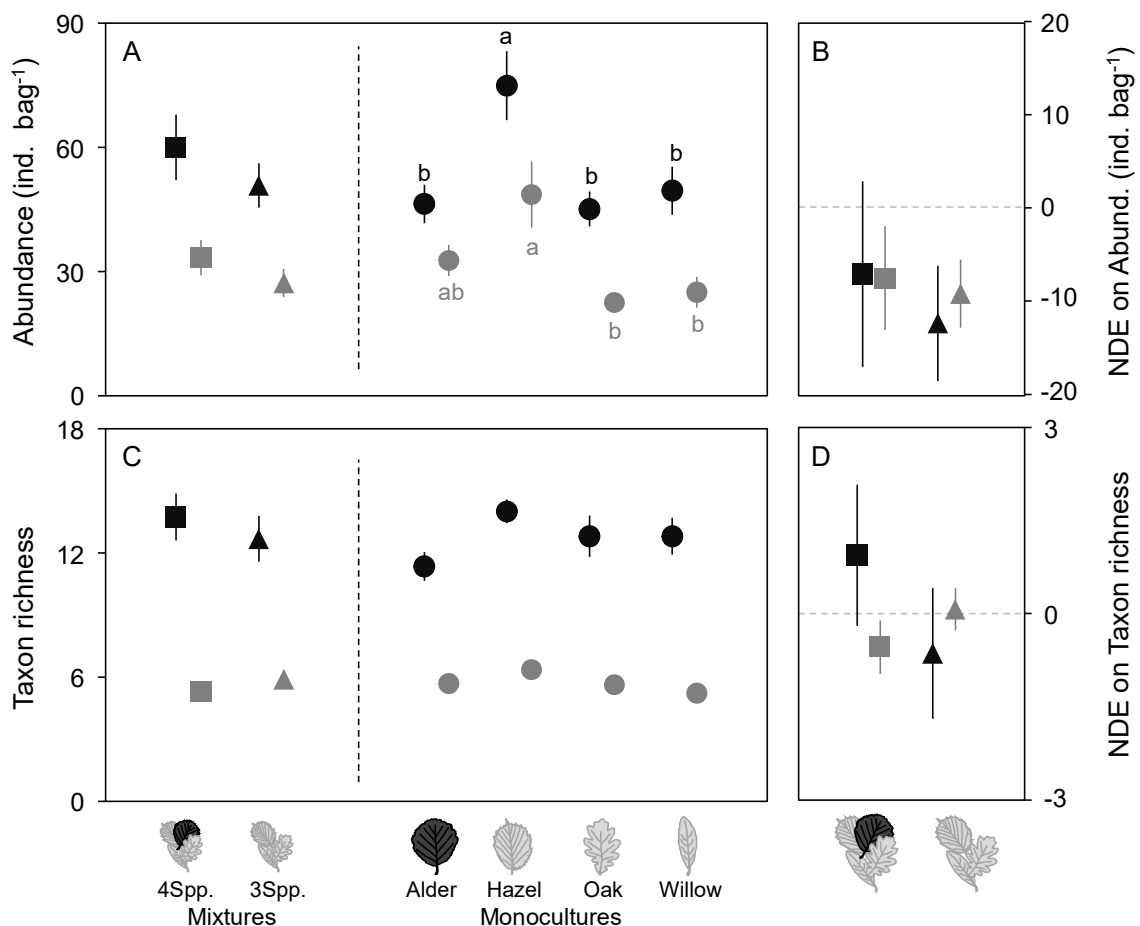 A
B
90
60
30
0
Abundance (ind. bag⁻¹)
b
a
b
b
ab
a
b
b
20
10
0
-10
-20
NDE on Abund. (ind. bag⁻¹)
C
D
18
12
6
0
Taxon richness
3
0
-3
NDE on Taxon richness
4Spp. 3Spp. Alder Hazel Oak Willow
Mixtures Monocultures